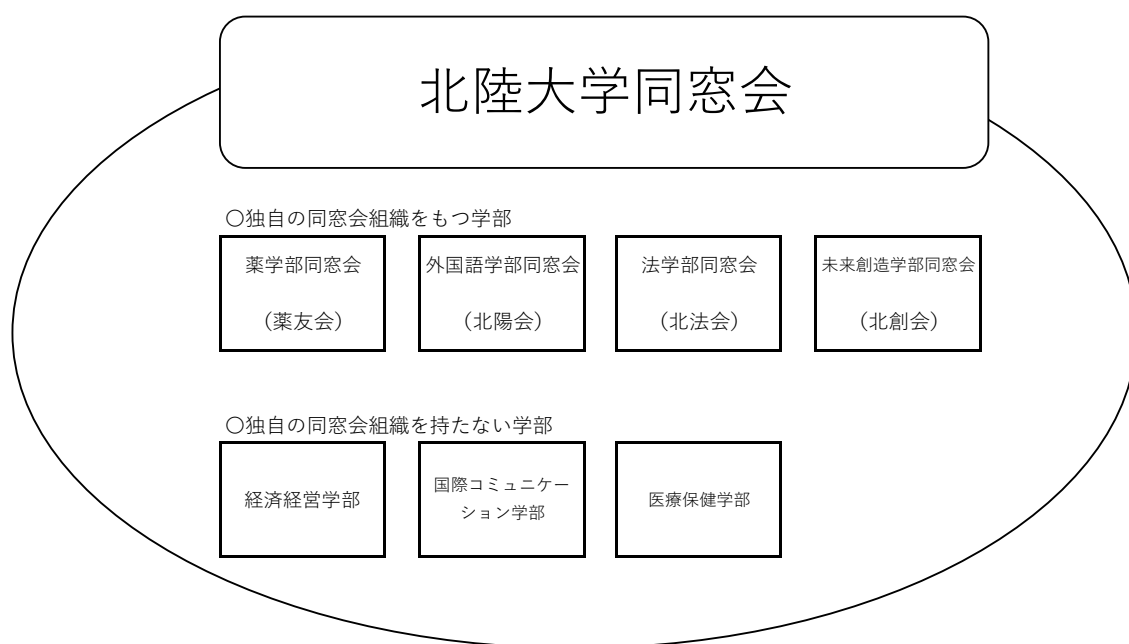 北陸大学同窓会
〇独自の同窓会組織をもつ学部
薬学部同窓会
（薬友会）
外国語学部同窓会
（北陽会）
法学部同窓会
（北法会）
未来創造学部同窓会
（北創会）
〇独自の同窓会組織を持たない学部
経済経営学部
国際コミュニケー
ション学部
医療保健学部